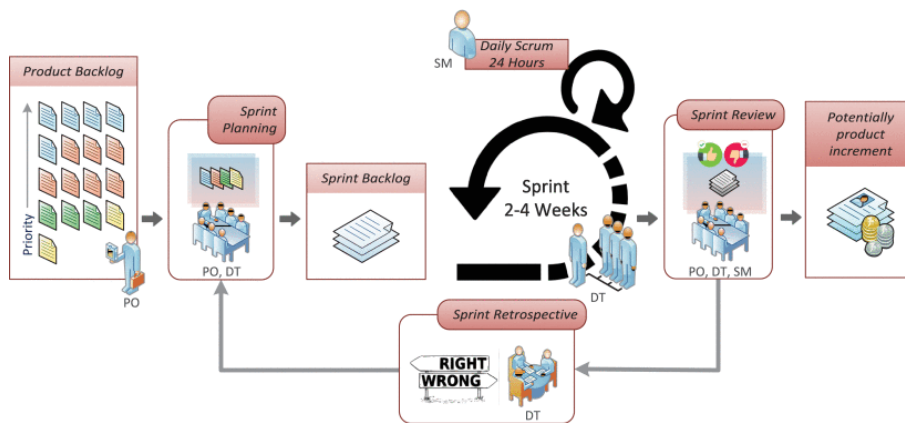 Product Backlog
Priority
PO
Sprint
Planning
PO, DT
Sprint Backlog
SM
Daily Scrum
24 Hours
Sprint
2-4 Weeks
DT
Sprint Review
PO, DT, SM
Potentially
product
increment
Sprint Retrospective
RIGHT
WRONG
DT